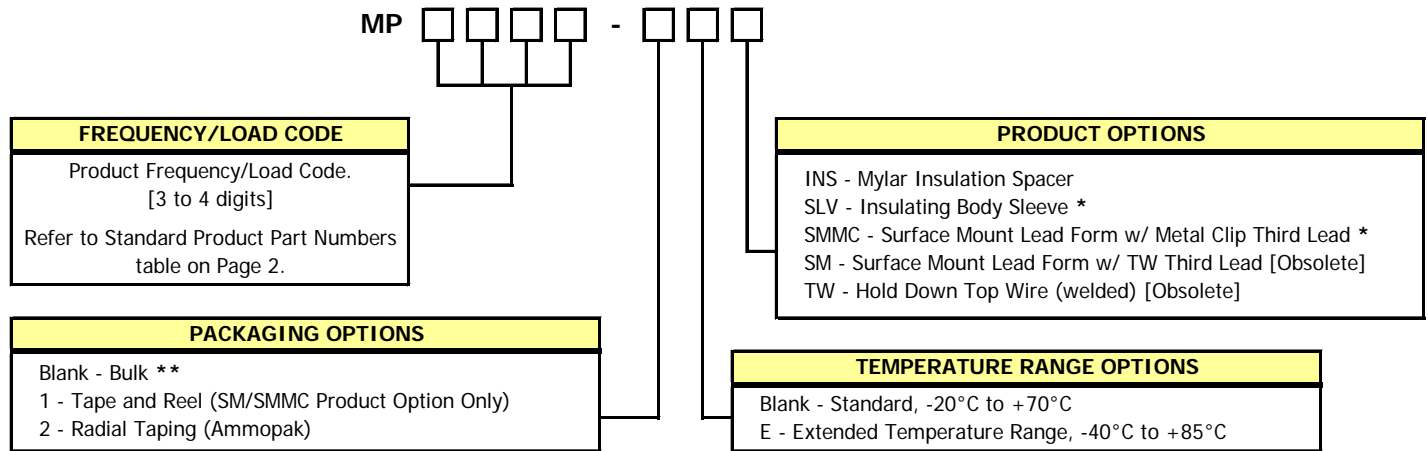 MP -
FREQUENCY/LOAD CODE
Product Frequency/Load Code.
[3 to 4 digits]
Refer to Standard Product Part Numbers
table on Page 2.
PRODUCT OPTIONS
INS - Mylar Insulation Spacer
SLV - Insulating Body Sleeve *
SMMC - Surface Mount Lead Form w/ Metal Clip Third Lead *
SM - Surface Mount Lead Form w/ TW Third Lead [Obsolete]
TW - Hold Down Top Wire (welded) [Obsolete]
PACKAGING OPTIONS
Blank - Bulk **
1 - Tape and Reel (SM/SMMC Product Option Only)
2 - Radial Taping (Ammopak)
TEMPERATURE RANGE OPTIONS
Blank - Standard, -20°C to +70°C
E - Extended Temperature Range, -40°C to +85°C